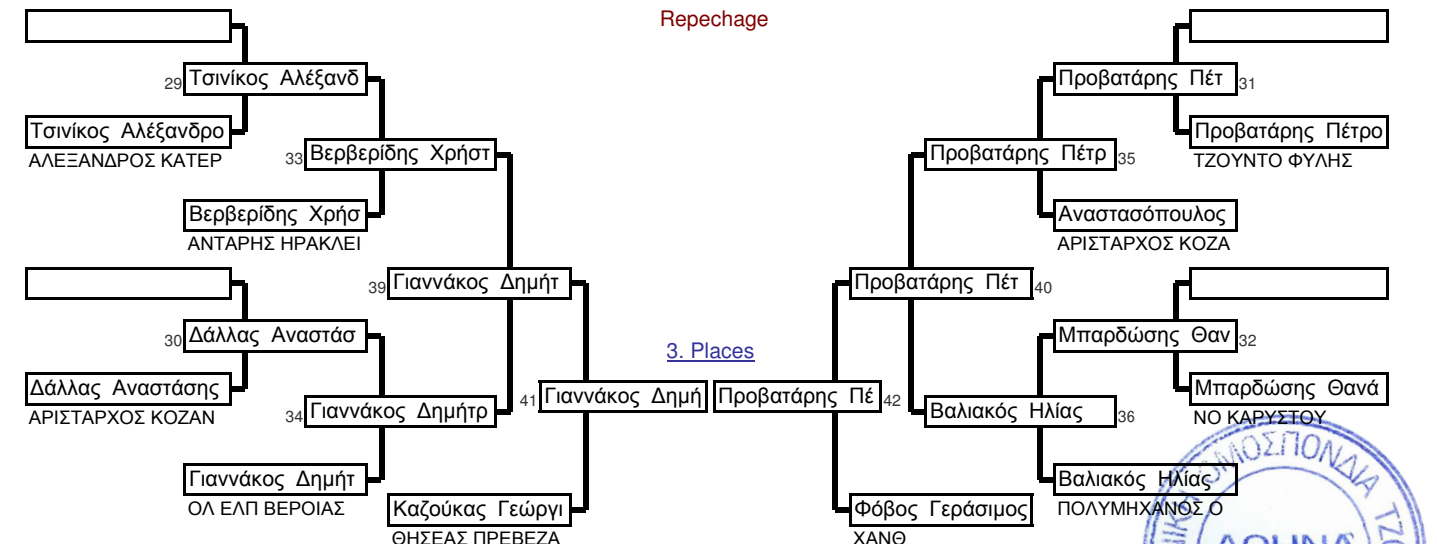 Repechage
29 Τσινίκος Αλέξανδ
Προβατάρης Πέτ 31
Τσινίκος Αλέξανδρο
ΑΛΕΞΑΝΔΡΟΣ ΚΑΤΕΡ
Προβατάρης Πέτρο
ΤΖΟΥΝΤΟ ΦΥΛΗΣ
33 Βερβερίδης Χρήστ
Προβατάρης Πέτρ 35
Βερβερίδης Χρήσ
ΑΝΤΑΡΗΣ ΗΡΑΚΛΕΙ
Αναστασόπουλος
ΑΡΙΣΤΑΡΧΟΣ ΚΟΖΑ
39 Γιαννάκος Δημήτ
Προβατάρης Πέτ 40
30 Δάλλας Αναστάσ
Μπαρδώσης Θαν 32
3. Places
Δάλλας Αναστάσης
ΑΡΙΣΤΑΡΧΟΣ ΚΟΖΑΝ
41 Γιαννάκος Δημή
Προβατάρης Πέ 42
Μπαρδώσης Θανά
ΝΟ ΚΑΡΥΣΤΟΥ
34 Γιαννάκος Δημήτρ
Βαλιακός Ηλίας 36
Γιαννάκος Δημήτ
ΟΛ ΕΛΠ ΒΕΡΟΙΑΣ
Βαλιακός Ηλίας
ΠΟΛΥΜΗΧΑΝΟΣ Ο
Καζούκας Γεώργι
ΘΗΣΕΑΣ ΠΡΕΒΕΖΑ
Φόβος Γεράσιμος
ΧΑΝΘ